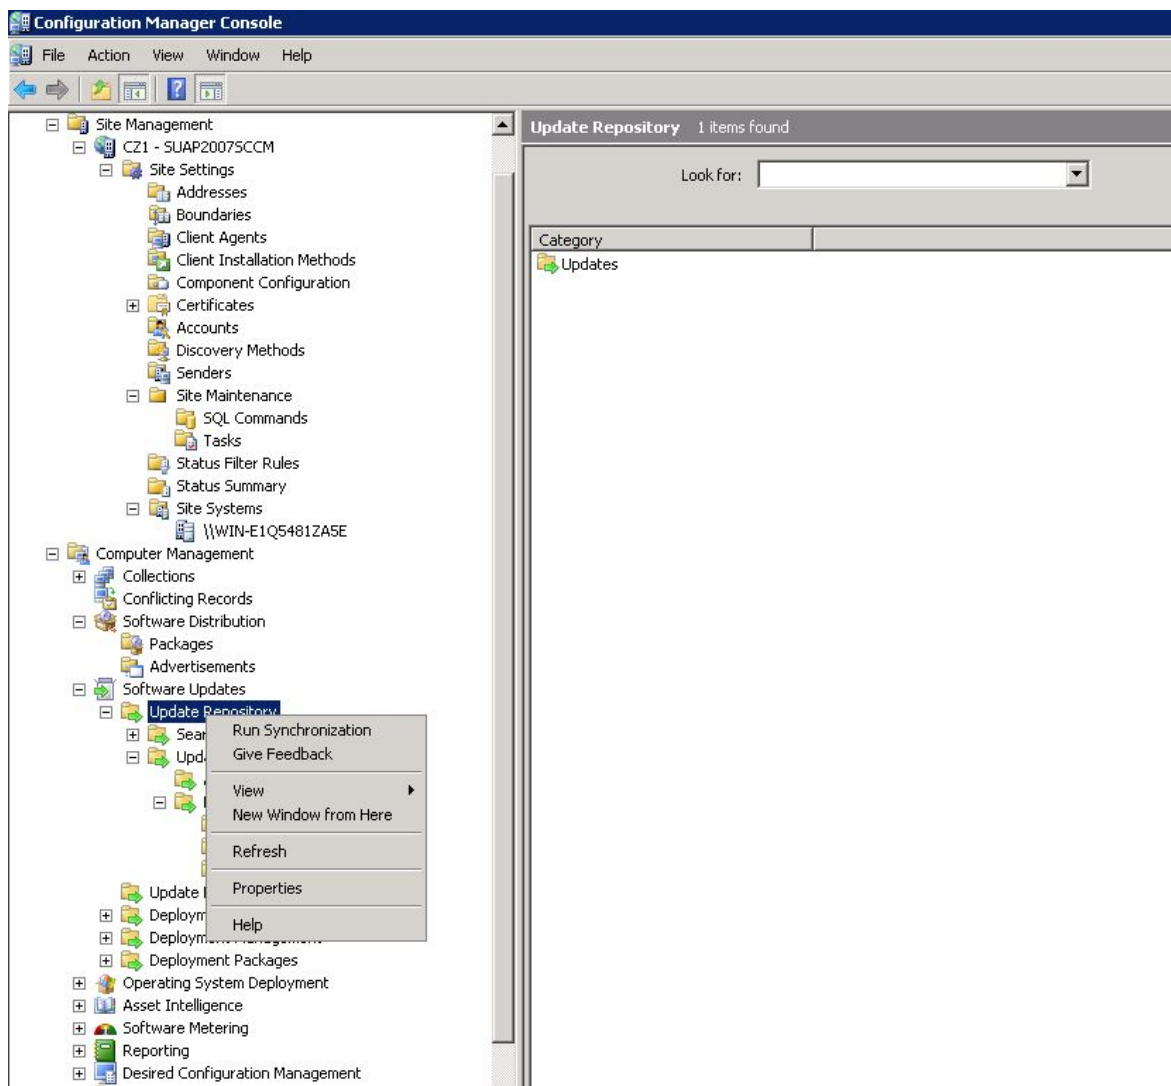 Configuration Manager Console
File Action View Window Help
Site Management
CZ1 - SUAP2007SCCM
Site Settings
Addresses
Boundaries
Client Agents
Client Installation Methods
Component Configuration
Certificates
Accounts
Discovery Methods
Senders
Site Maintenance
SQL Commands
Tasks
Status Filter Rules
Status Summary
Site Systems
\\WIN-E1Q5481ZA5E
Computer Management
Collections
Conflicting Records
Software Distribution
Packages
Advertisements
Software Updates
Update Repository
Run Synchronization
Give Feedback
View
New Window from Here
Refresh
Properties
Help
Update
Deployment Packages
Operating System Deployment
Asset Intelligence
Software Metering
Reporting
Desired Configuration Management
Update Repository 1 items found
Look for:
Category
Updates